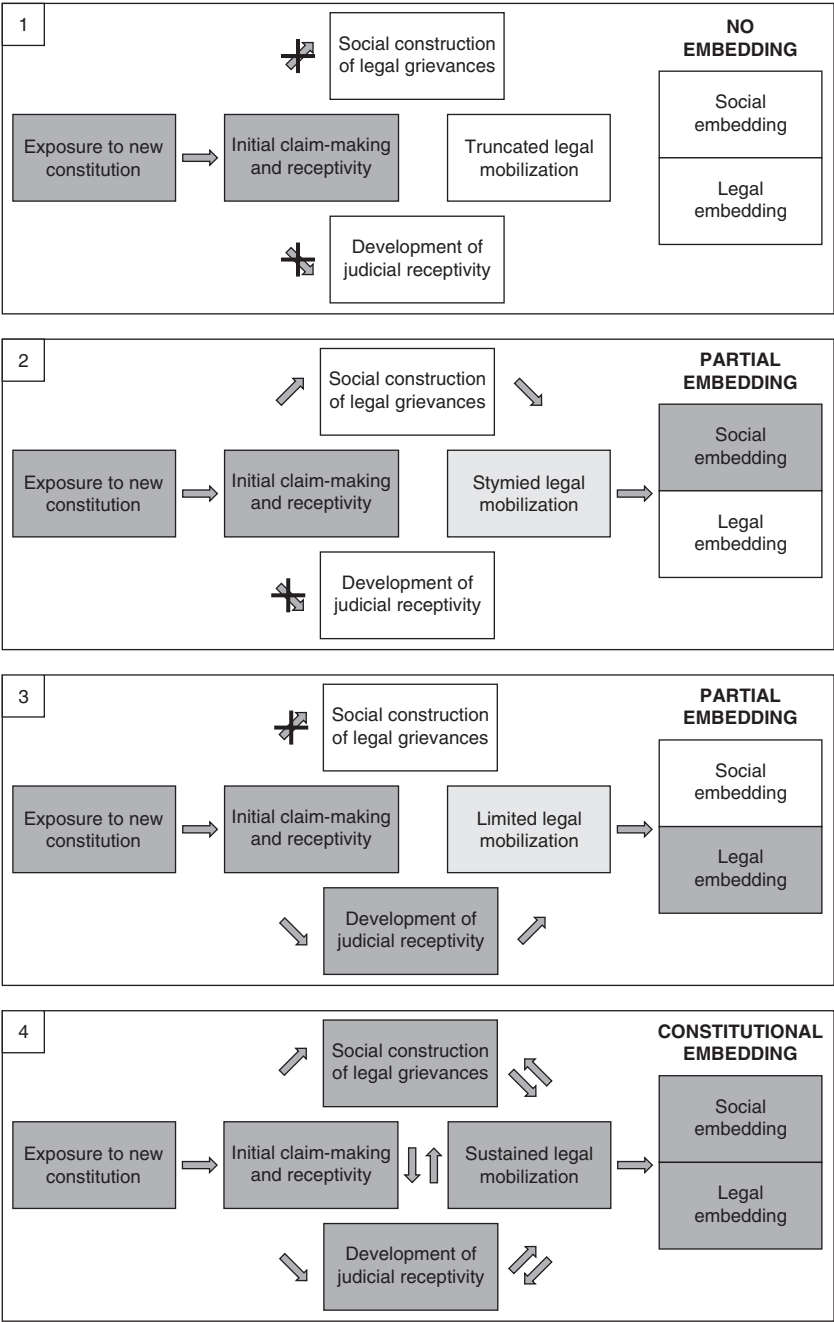 1
Social construction
of legal grievances
NO
EMBEDDING
Exposure to new
constitution
Initial claim-making
and receptivity
Truncated legal
mobilization
Social
embedding
Legal
embedding
Development of
judicial receptivity
2
Social construction
of legal grievances
PARTIAL
EMBEDDING
Exposure to new
constitution
Initial claim-making
and receptivity
Stymied legal
mobilization
Social
embedding
Legal
embedding
Development of
judicial receptivity
3
Social construction
of legal grievances
PARTIAL
EMBEDDING
Exposure to new
constitution
Initial claim-making
and receptivity
Limited legal
mobilization
Social
embedding
Legal
embedding
Development of
judicial receptivity
4
Social construction
of legal grievances
CONSTITUTIONAL
EMBEDDING
Exposure to new
constitution
Initial claim-making
and receptivity
Sustained legal
mobilization
Social
embedding
Legal
embedding
Development of
judicial receptivity